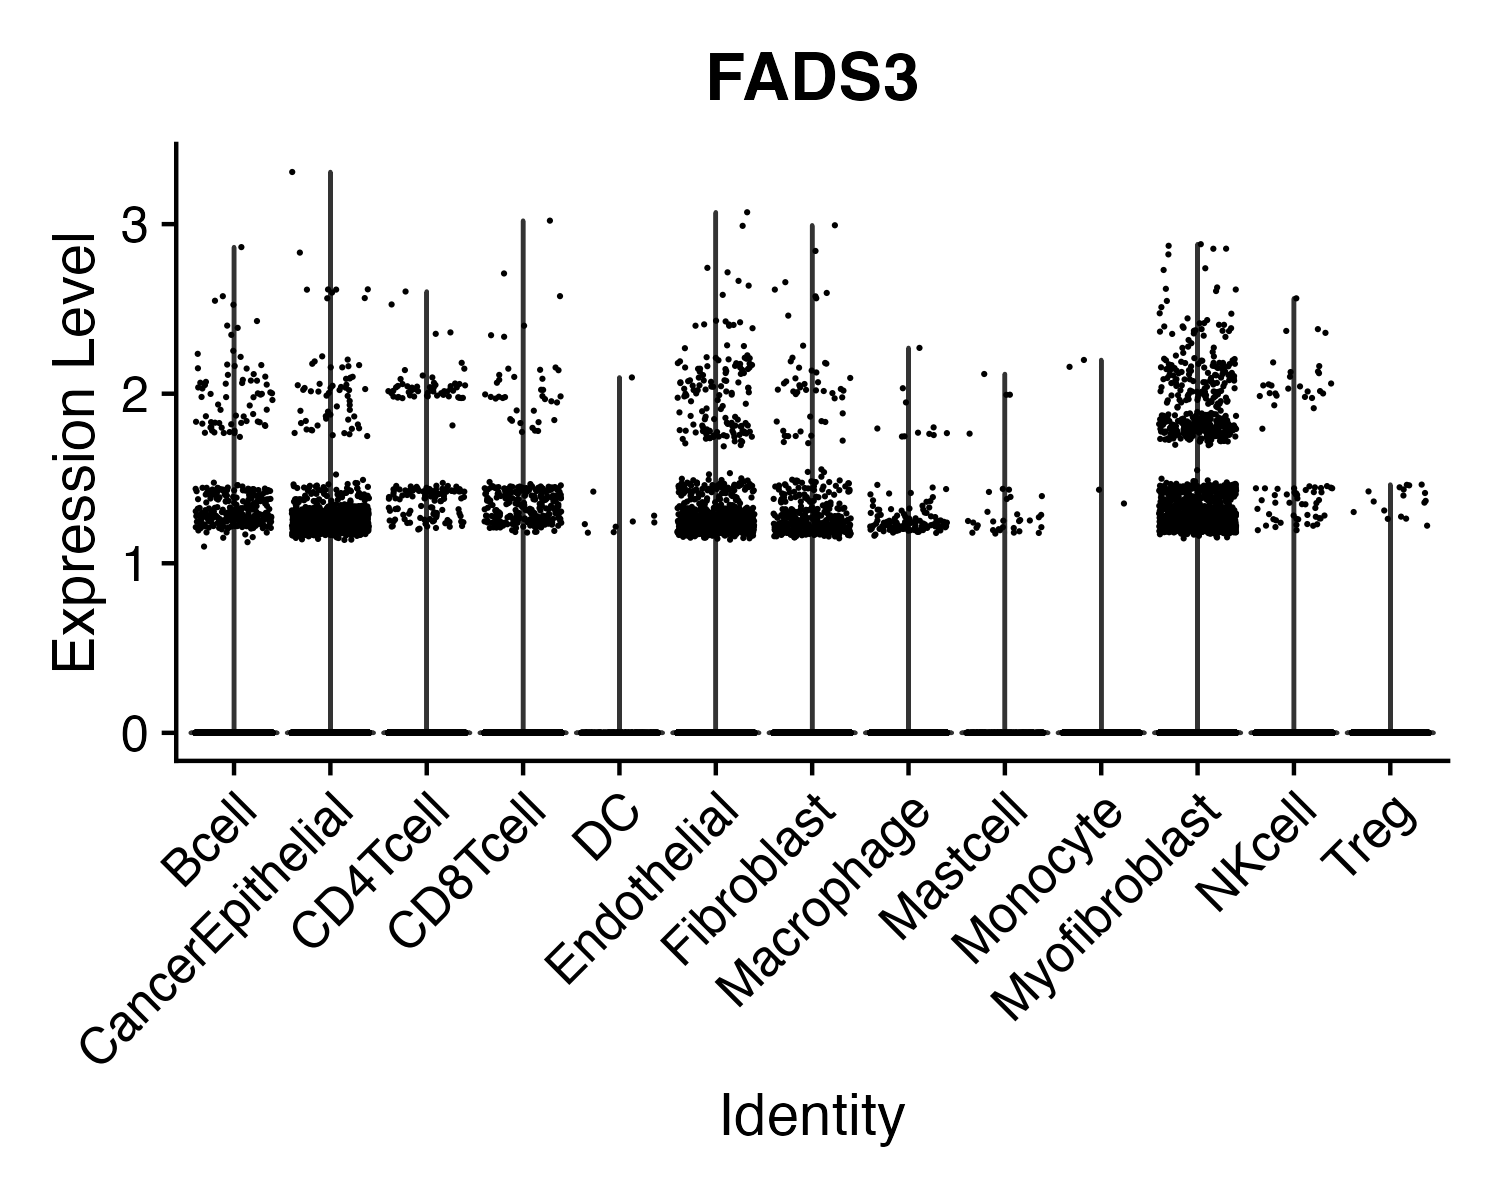 FADS3
Expression Level
3
2
1
0
Bcell
CancerEpithelial
CD4Tcell
CD8Tcell
DC
Endothelial
Fibroblast
Macrophage
Mastcell
Monocyte
Myofibroblast
NKcell
Treg
Identity